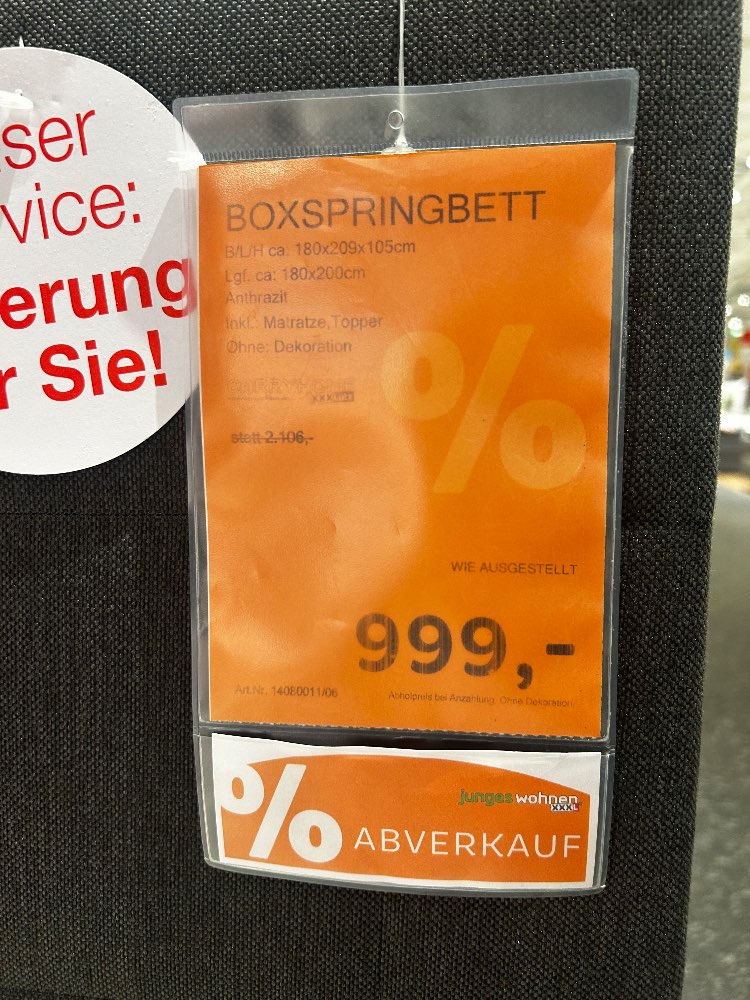 ser
vice:
erung
r Sie!
BOXSPRINGBETT
B/L/H ca. 180x209x105cm
Lgf. ca: 180x200cm
Anthrazit
Inkl.: Matratze,Topper
Ohne: Dekoration
statt 2.106,-
%
WIE AUSGESTELLT
999,-
Art.Nr. 14080011/06
Abholpreis bei Anzahlung. Ohne Dekoration.
junges wohnen
XXXL
% ABVERKAUF